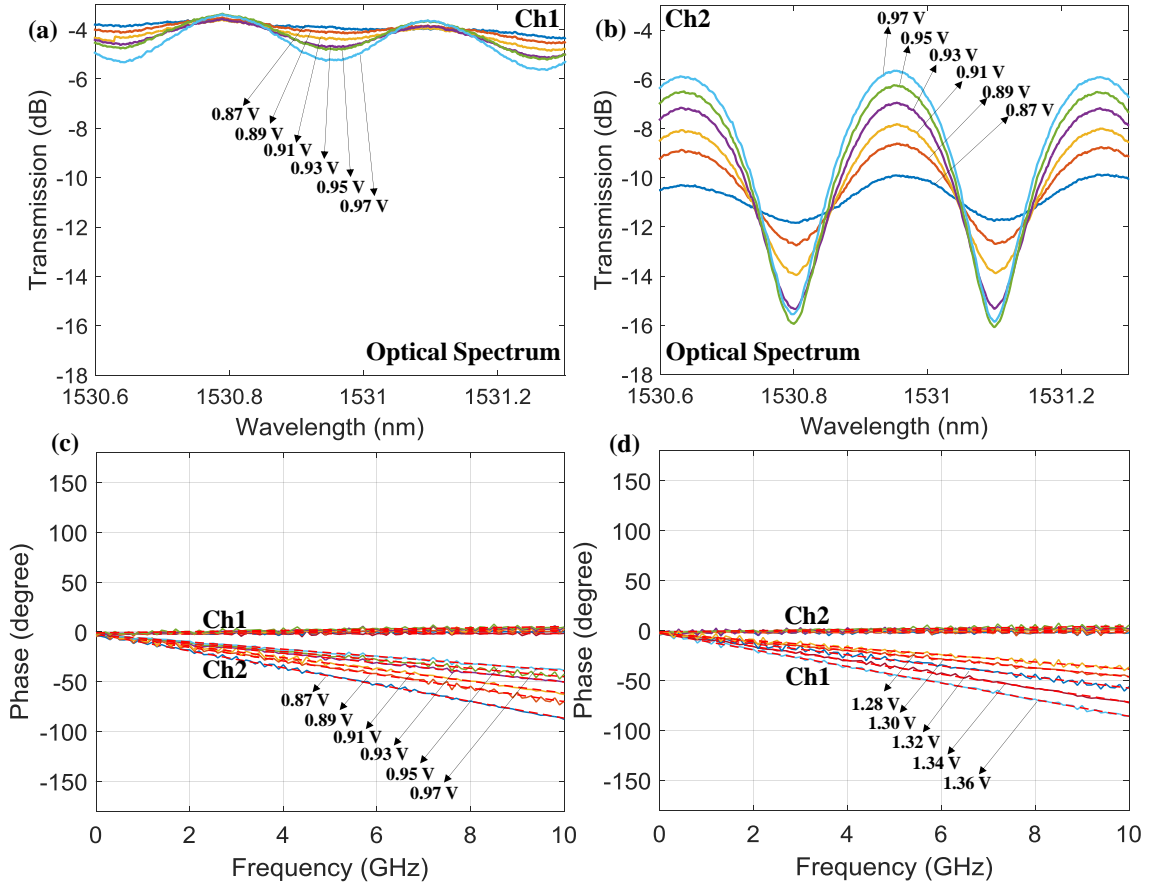 (a)
Ch1
-4
-6
-8
-10
-12
-14
-16
-18
Transmission (dB)
0.87 V
0.89 V
0.91 V
0.93 V
0.95 V
0.97 V
Optical Spectrum
1530.6
1530.8
1531
1531.2
Wavelength (nm)
(b)
Ch2
-4
-6
-8
-10
-12
-14
-16
-18
Transmission (dB)
0.97 V
0.95 V
0.93 V
0.91 V
0.89 V
0.87 V
Optical Spectrum
1530.6
1530.8
1531
1531.2
Wavelength (nm)
(c)
150
100
50
0
-50
-100
-150
Phase (degree)
Ch1
Ch2
0.87 V
0.89 V
0.91 V
0.93 V
0.95 V
0.97 V
0
2
4
6
8
10
Frequency (GHz)
(d)
150
100
50
0
-50
-100
-150
Phase (degree)
Ch2
Ch1
1.28 V
1.30 V
1.32 V
1.34 V
1.36 V
0
2
4
6
8
10
Frequency (GHz)